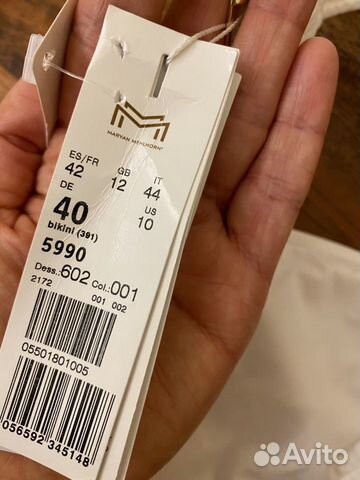 MARYAN MEHLHORN®
ES/FR GB IT
42 12 44
DE US
40 10
bikini (391)
5990
Dess.:602 Col.:001
2172 001 002
05501801005
056592 345148
Avito